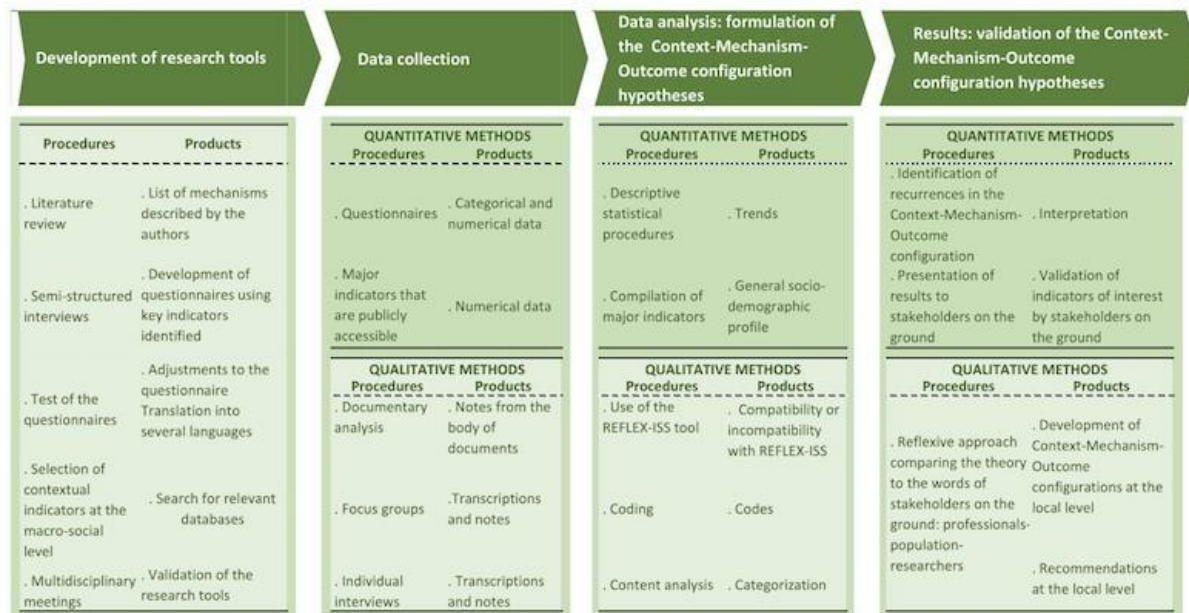 Development of research tools
Data collection
Data analysis: formulation of
the Context-Mechanism-
Outcome configuration
hypotheses
Results: validation of the Context-
Mechanism-Outcome
configuration hypotheses
Procedures Products
. Literature
review
. List of mechanisms
described by the
authors
. Semi-structured
interviews
. Development of
questionnaires using
key indicators
identified
. Test of the
questionnaires
. Adjustments to the
questionnaire
Translation into
several languages
. Selection of
contextual
indicators at the
macro-social
level
. Search for relevant
databases
. Multidisciplinary
meetings
. Validation of the
research tools
QUANTITATIVE METHODS
Procedures Products
. Questionnaires
. Categorical and
numerical data
. Major
indicators that
are publicly
accessible
. Numerical data
QUALITATIVE METHODS
Procedures Products
. Documentary
analysis
. Notes from the
body of
documents
. Focus groups
.Transcriptions
and notes
. Individual
interviews
. Transcriptions
and notes
QUANTITATIVE METHODS
Procedures Products
. Descriptive
statistical
procedures
. Trends
. Compilation of
major indicators
. General socio-
demographic
profile
QUALITATIVE METHODS
Procedures Products
. Use of the
REFLEX-ISS tool
. Compatibility or
incompatibility
with REFLEX-ISS
. Coding
. Codes
. Content analysis
. Categorization
QUANTITATIVE METHODS
Procedures Products
. Identification of
recurrences in the
Context-Mechanism-
Outcome
configuration
. Interpretation
. Presentation of
results to
stakeholders on the
ground
. Validation of
indicators of interest
by stakeholders on
the ground
QUALITATIVE METHODS
Procedures Products
. Reflexive approach
comparing the theory
to the words of
stakeholders on the
ground: professionals-
population-
researchers
. Development of
Context-Mechanism-
Outcome
configurations at the
local level
. Recommendations
at the local level